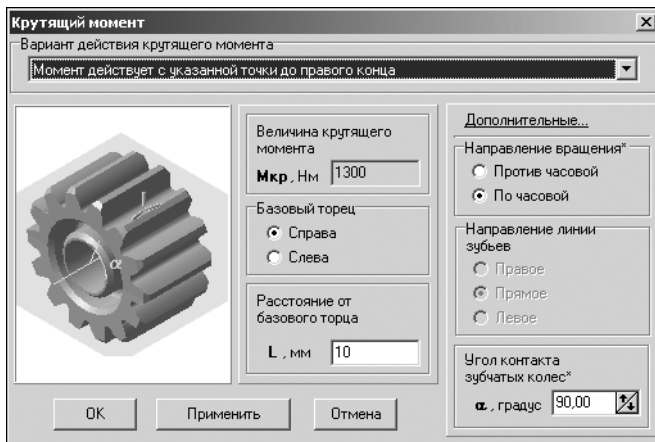 Крутящий момент
Вариант действия крутящего момента
Момент действует с указанной точки до правого конца
α
Величина крутящего
момента
Мкр , Нм 1300
Базовый торец
Справа
Слева
Расстояние от
базового торца
L , мм 10
Дополнительные...
Направление вращения*
Против часовой
По часовой
Направление линии
зубьев
Правое
Прямое
Левое
Угол контакта
зубчатых колес*
α , градус 90,00
OK
Применить
Отмена